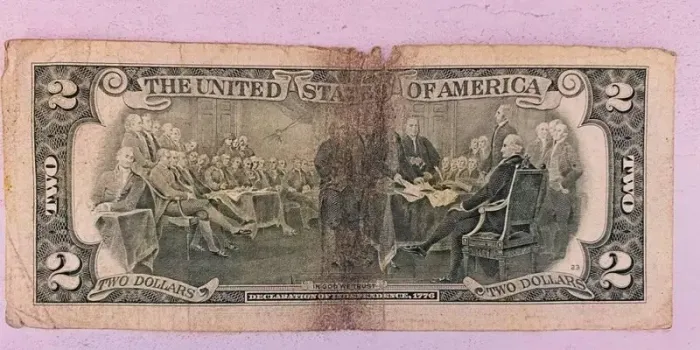 THE UNITED STATES OF AMERICA
2 2
TWO TWO
2 2
TWO DOLLARS TWO DOLLARS
23
IN GOD WE TRUST
DECLARATION OF INDEPENDENCE, 1776